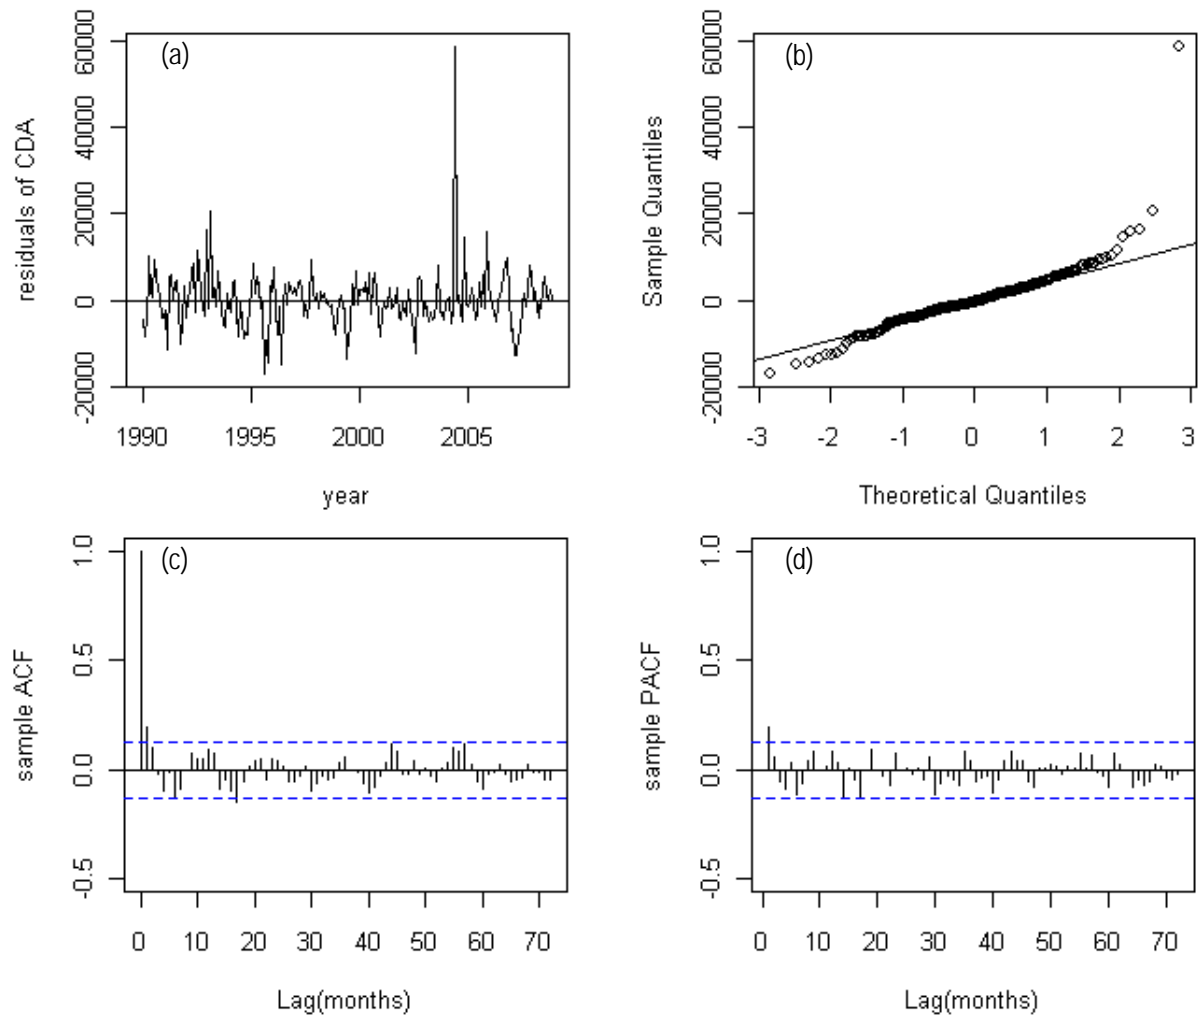 (a)
residuals of CDA
60000
40000
20000
0
-20000
1990 1995 2000 2005
year
(b)
Sample Quantiles
60000
40000
20000
0
-20000
-3 -2 -1 0 1 2 3
Theoretical Quantiles
(c)
sample ACF
1.0
0.5
0.0
-0.5
0 10 20 30 40 50 60 70
Lag(months)
(d)
sample PACF
1.0
0.5
0.0
-0.5
0 10 20 30 40 50 60 70
Lag(months)